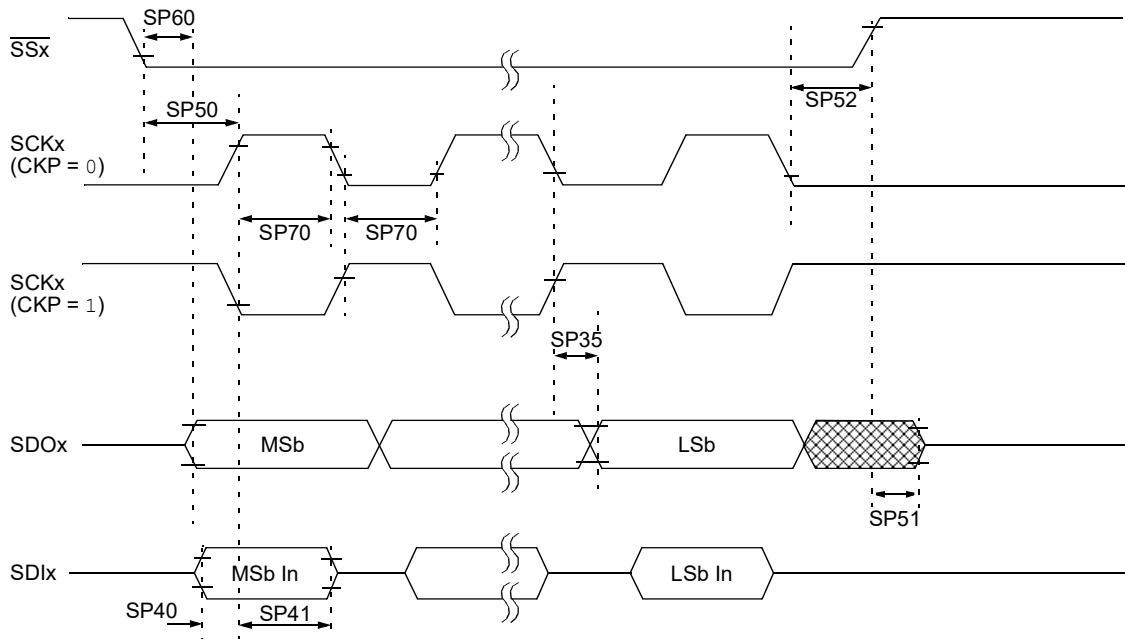 SP60
SSx
SP52
SP50
SCKx
(CKP = 0)
SP70
SP70
SCKx
(CKP = 1)
SP35
SDOx
MSb
LSb
SP51
SDIx
MSb In
LSb In
SP40
SP41